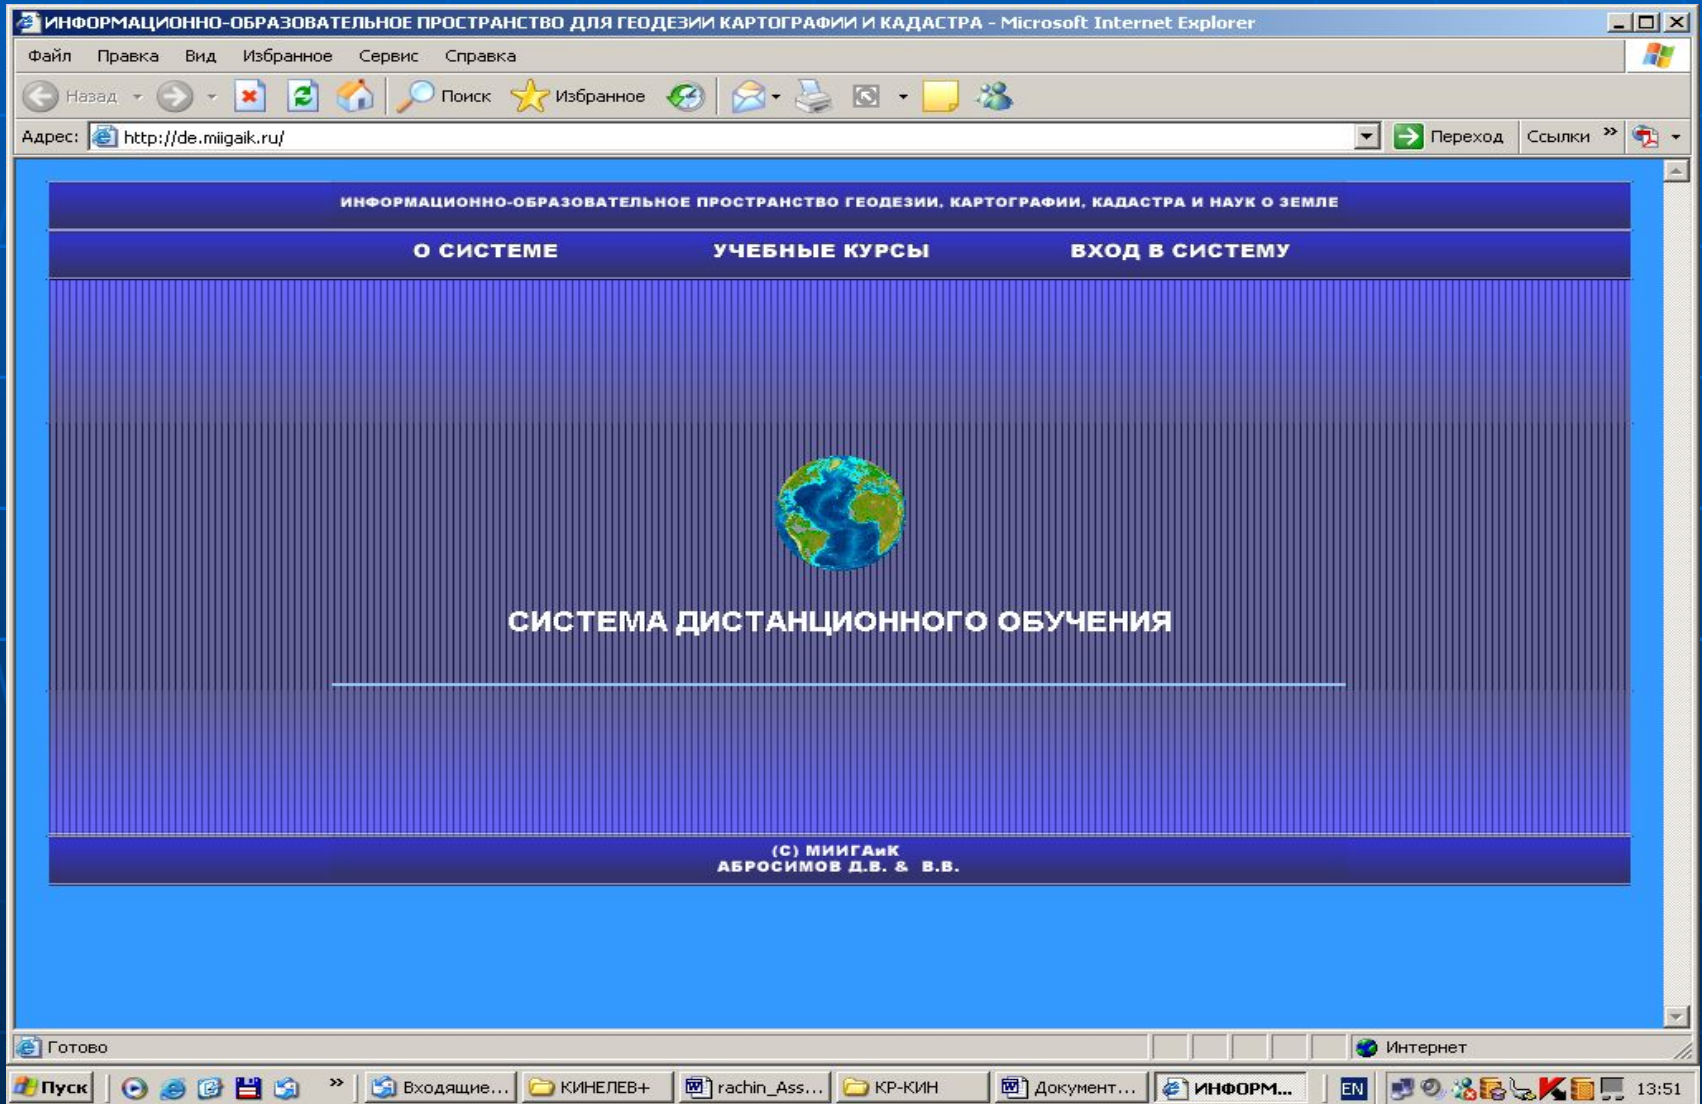 ИНФОРМАЦИОННО-ОБРАЗОВАТЕЛЬНОЕ ПРОСТРАНСТВО ДЛЯ ГЕОДЕЗИИ КАРТОГРАФИИ И КАДАСТРА - Microsoft Internet Explorer
Файл Правка Вид Избранное Сервис Справка
Назад Поиск Избранное
Адрес: http://de.miigaik.ru/ Переход Ссылки »
ИНФОРМАЦИОННО-ОБРАЗОВАТЕЛЬНОЕ ПРОСТРАНСТВО ГЕОДЕЗИИ, КАРТОГРАФИИ, КАДАСТРА И НАУК О ЗЕМЛЕ
О СИСТЕМЕ УЧЕБНЫЕ КУРСЫ ВХОД В СИСТЕМУ
СИСТЕМА ДИСТАНЦИОННОГО ОБУЧЕНИЯ
(С) МИИГАиК
АБРОСИМОВ Д.В. & В.В.
Готово Интернет
Пуск » Входящие... КИНЕЛЕВ+ rachin_Ass... КР-КИН Документ... ИНФОРМ... EN 13:51